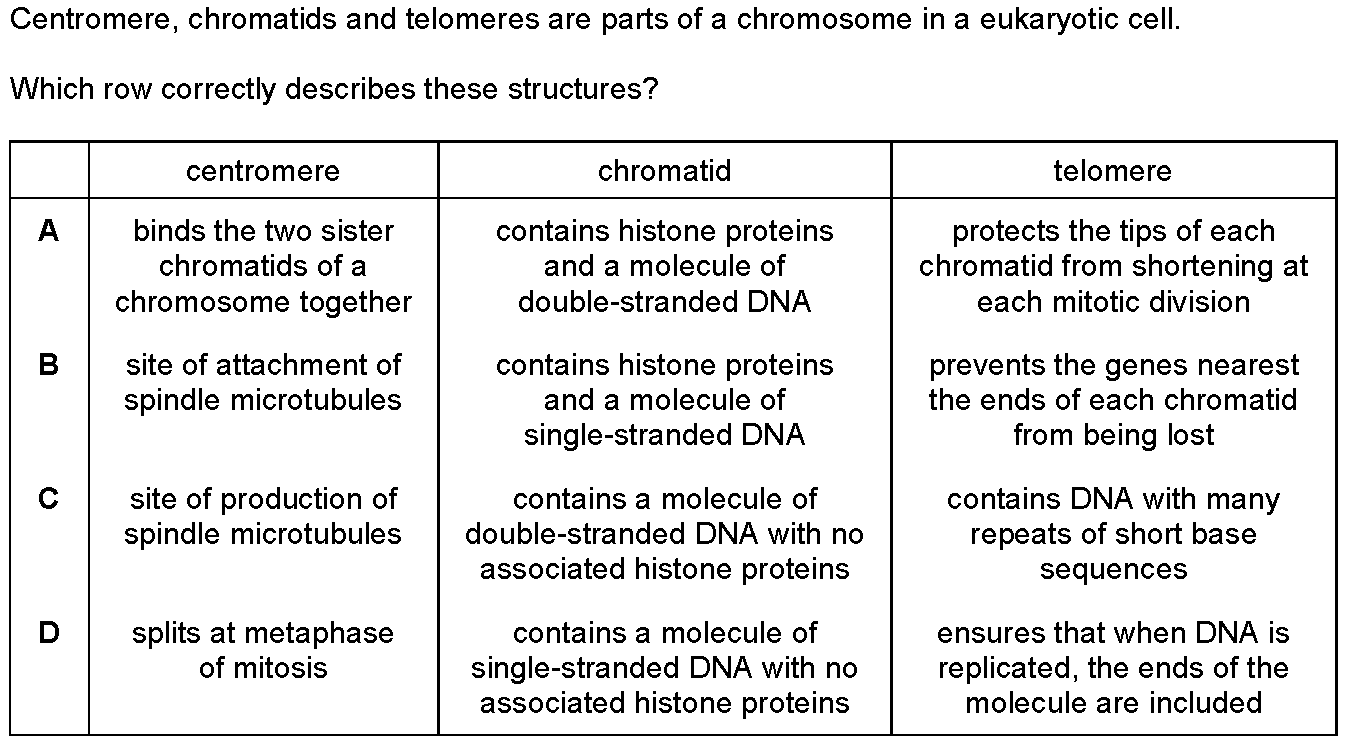 Centromere, chromatids and telomeres are parts of a chromosome in a eukaryotic cell.
Which row correctly describes these structures?
centromere chromatid telomere
A binds the two sister contains histone proteins protects the tips of each
chromatids of a and a molecule of chromatid from shortening at
chromosome together double-stranded DNA each mitotic division
B site of attachment of contains histone proteins prevents the genes nearest
spindle microtubules and a molecule of the ends of each chromatid
single-stranded DNA from being lost
C site of production of contains a molecule of contains DNA with many
spindle microtubules double-stranded DNA with no repeats of short base
associated histone proteins sequences
D splits at metaphase contains a molecule of ensures that when DNA is
of mitosis single-stranded DNA with no replicated, the ends of the
associated histone proteins molecule are included